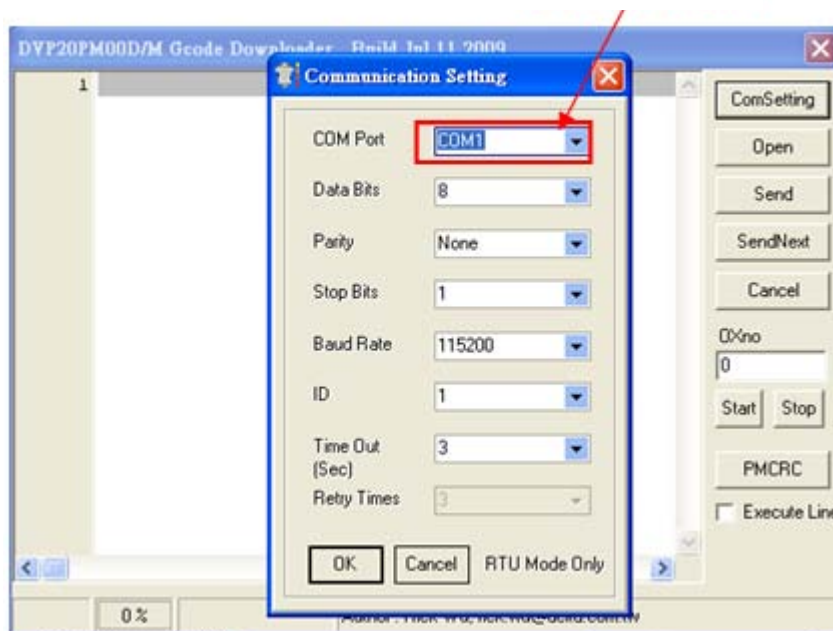 DVP20PM00D/M Gcode Downloader Build Jul 11 2009
1
Communication Setting
COM Port
COM1
Data Bits
8
Parity
None
Stop Bits
1
Baud Rate
115200
ID
1
Time Out
(Sec)
3
Retry Times
3
OK
Cancel
RTU Mode Only
ComSetting
Open
Send
SendNext
Cancel
OXno
0
Start
Stop
PMCRC
Execute Line
0 %